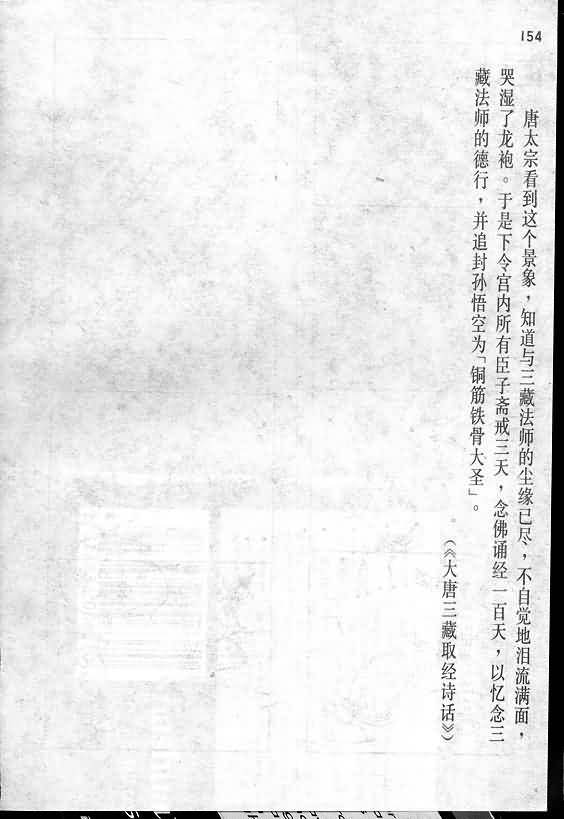 154
唐太宗看到这个景象，知道与三藏法师的尘缘已尽，不自觉地泪流满面，
哭湿了龙袍。于是下令宫内所有臣子斋戒三天，念佛诵经一百天，以忆念三
藏法师的德行，并追封孙悟空为「铜筋铁骨大圣」。
（《大唐三藏取经诗话》）